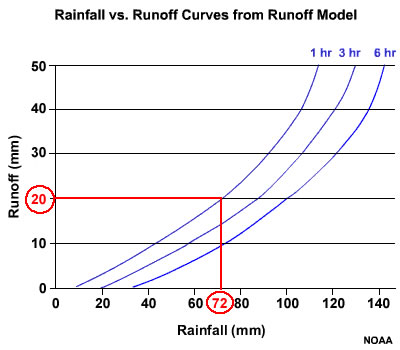 Rainfall vs. Runoff Curves from Runoff Model
1 hr 3 hr 6 hr
50
40
30
20
10
0
Runoff (mm)
0 20 40 60 72 80 100 120 140
Rainfall (mm)
NOAA